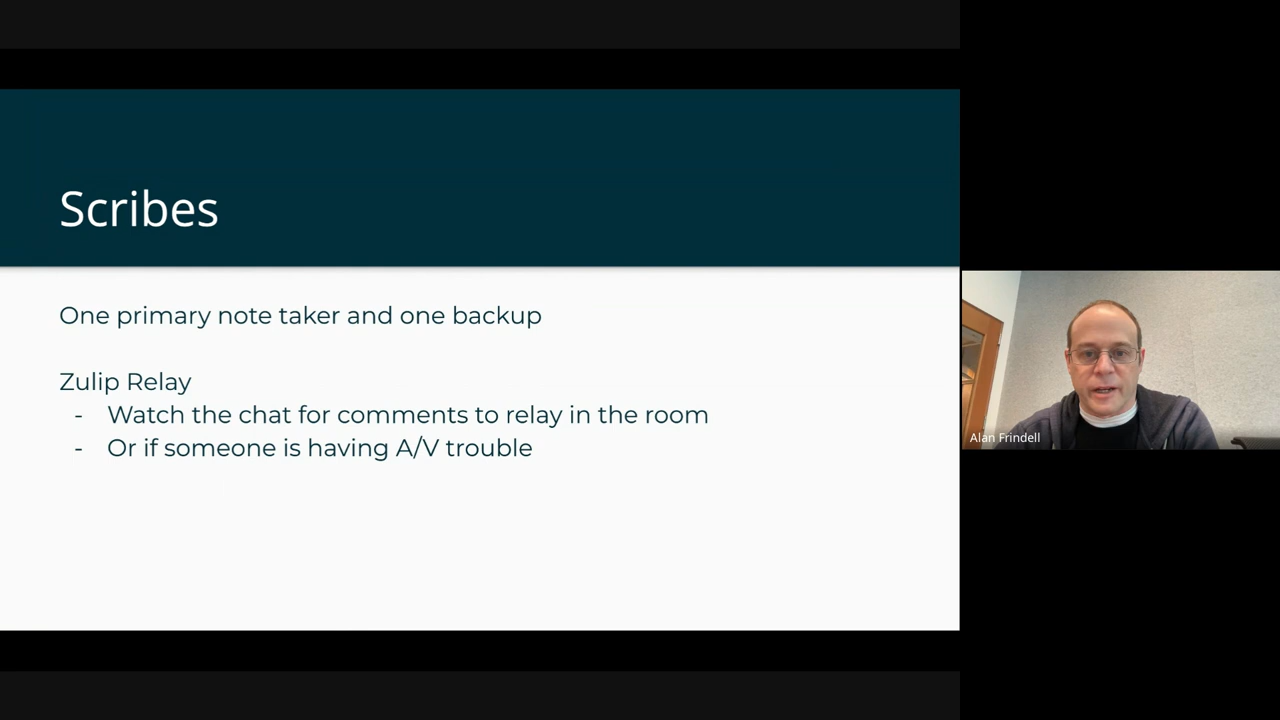 Scribes
One primary note taker and one backup
Zulip Relay
- Watch the chat for comments to relay in the room
- Or if someone is having A/V trouble
Alan Frindell